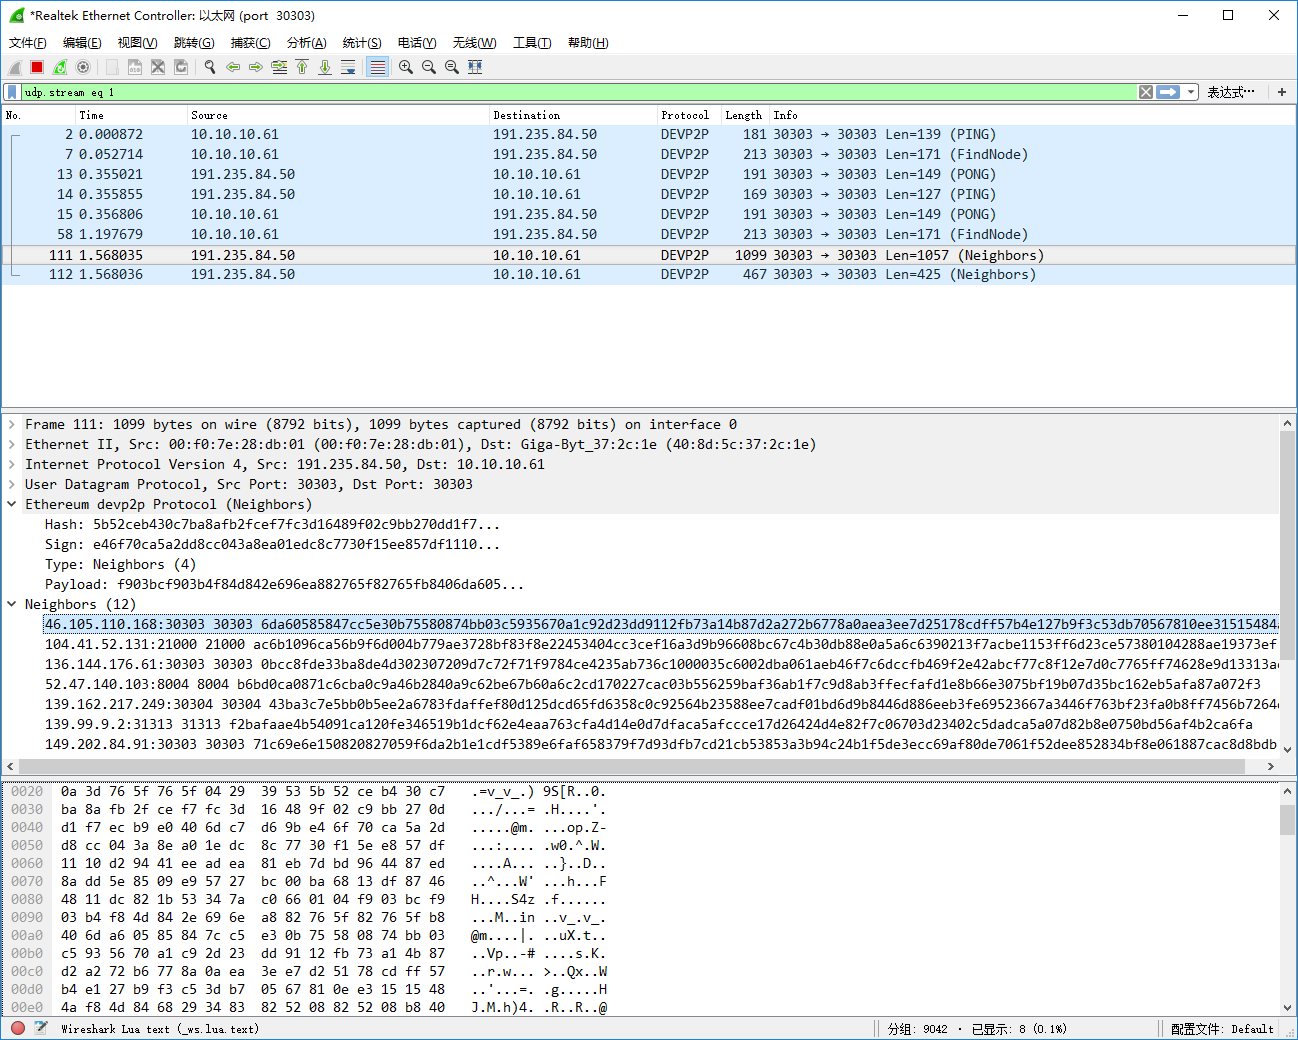 *Realtek Ethernet Controller: 以太网 (port 30303)
文件(F) 编辑(E) 视图(V) 跳转(G) 捕获(C) 分析(A) 统计(S) 电话(Y) 无线(W) 工具(T) 帮助(H)
udp.stream eq 1 表达式… +
No. Time Source Destination Protocol Length Info
2 0.000872 10.10.10.61 191.235.84.50 DEVP2P 181 30303 → 30303 Len=139 (PING)
7 0.052714 10.10.10.61 191.235.84.50 DEVP2P 213 30303 → 30303 Len=171 (FindNode)
13 0.355021 191.235.84.50 10.10.10.61 DEVP2P 191 30303 → 30303 Len=149 (PONG)
14 0.355855 191.235.84.50 10.10.10.61 DEVP2P 169 30303 → 30303 Len=127 (PING)
15 0.356806 10.10.10.61 191.235.84.50 DEVP2P 191 30303 → 30303 Len=149 (PONG)
58 1.197679 10.10.10.61 191.235.84.50 DEVP2P 213 30303 → 30303 Len=171 (FindNode)
111 1.568035 191.235.84.50 10.10.10.61 DEVP2P 1099 30303 → 30303 Len=1057 (Neighbors)
112 1.568036 191.235.84.50 10.10.10.61 DEVP2P 467 30303 → 30303 Len=425 (Neighbors)
Frame 111: 1099 bytes on wire (8792 bits), 1099 bytes captured (8792 bits) on interface 0
Ethernet II, Src: 00:f0:7e:28:db:01 (00:f0:7e:28:db:01), Dst: Giga-Byt_37:2c:1e (40:8d:5c:37:2c:1e)
Internet Protocol Version 4, Src: 191.235.84.50, Dst: 10.10.10.61
User Datagram Protocol, Src Port: 30303, Dst Port: 30303
Ethereum devp2p Protocol (Neighbors)
Hash: 5b52ceb430c7ba8afb2fcef7fc3d16489f02c9bb270dd1f7...
Sign: e46f70ca5a2dd8cc043a8ea01edc8c7730f15ee857df1110...
Type: Neighbors (4)
Payload: f903bcf903b4f84d842e696ea882765f82765fb8406da605...
Neighbors (12)
46.105.110.168:30303 30303 6da60585847cc5e30b75580874bb03c5935670a1c92d23dd9112fb73a14b87d2a272b6778a0aea3ee7d25178cdff57b4e127b9f3c53db70567810ee31515484a
104.41.52.131:21000 21000 ac6b1096ca56b9f6d004b779ae3728bf83f8e22453404cc3cef16a3d9b96608bc67c4b30db88e0a5a6c6390213f7acbe1153ff6d23ce57380104288ae19373ef
136.144.176.61:30303 30303 0bcc8fde33ba8de4d302307209d7c72f71f9784ce4235ab736c1000035c6002dba061aeb46f7c6dccfb469f2e42abcf77c8f12e7d0c7765ff74628e9d13313a
52.47.140.103:8004 8004 b6bd0ca0871c6cba0c9a46b2840a9c62be67b60a6c2cd170227cac03b556259baf36ab1f7c9d8ab3ffecfafd1e8b66e3075bf19b07d35bc162eb5afa87a072f3
139.162.217.249:30304 30304 43ba3c7e5bb0b5ee2a6783fdaffef80d125dcd65fd6358c0c92564b23588ee7cadf01bd6d9b8446d886eeb3fe69523667a3446f763bf23fa0b8ff7456b7264
139.99.9.2:31313 31313 f2bafaae4b54091ca120fe346519b1dcf62e4eaa763cfa4d14e0d7dfaca5afccce17d26424d4e82f7c06703d23402c5dadca5a07d82b8e0750bd56af4b2ca6fa
149.202.84.91:30303 30303 71c69e6e150820827059f6da2b1e1cdf5389e6faf658379f7d93dfb7cd21cb53853a3b94c24b1f5de3ecc69af80de7061f52dee852834bf8e061887cac8d8bdb
0020 0a 3d 76 5f 76 5f 04 29 39 53 5b 52 ce b4 30 c7 .=v_v_.) 9S[R..0.
0030 ba 8a fb 2f ce f7 fc 3d 16 48 9f 02 c9 bb 27 0d .../...= .H....'.
0040 d1 f7 ec b9 e0 40 6d c7 d6 9b e4 6f 70 ca 5a 2d .....@m. ...op.Z-
0050 d8 cc 04 3a 8e a0 1e dc 8c 77 30 f1 5e e8 57 df ...:.... .w0.^.W.
0060 11 10 d2 94 41 ee ad ea 81 eb 7d bd 96 44 87 ed ....A... ..}..D..
0070 8a dd 5e 85 09 e9 57 27 bc 00 ba 68 13 df 87 46 ..^...W' ...h...F
0080 48 11 dc 82 1b 53 34 7a c0 66 01 04 f9 03 bc f9 H....S4z .f......
0090 03 b4 f8 4d 84 2e 69 6e a8 82 76 5f 82 76 5f b8 ...M..in ..v_.v_.
00a0 40 6d a6 05 85 84 7c c5 e3 0b 75 58 08 74 bb 03 @m....|. ..uX.t..
00b0 c5 93 56 70 a1 c9 2d 23 dd 91 12 fb 73 a1 4b 87 ..Vp..-# ....s.K.
00c0 d2 a2 72 b6 77 8a 0a ea 3e e7 d2 51 78 cd ff 57 ..r.w... >..Qx..W
00d0 b4 e1 27 b9 f3 c5 3d b7 05 67 81 0e e3 15 15 48 ..'...=. .g.....H
00e0 4a f8 4d 84 68 29 34 83 82 52 08 82 52 08 b8 40 J.M.h)4. .R..R..@
Wireshark Lua text (_ws.lua.text) 分组: 9042 · 已显示: 8 (0.1%) 配置文件: Default